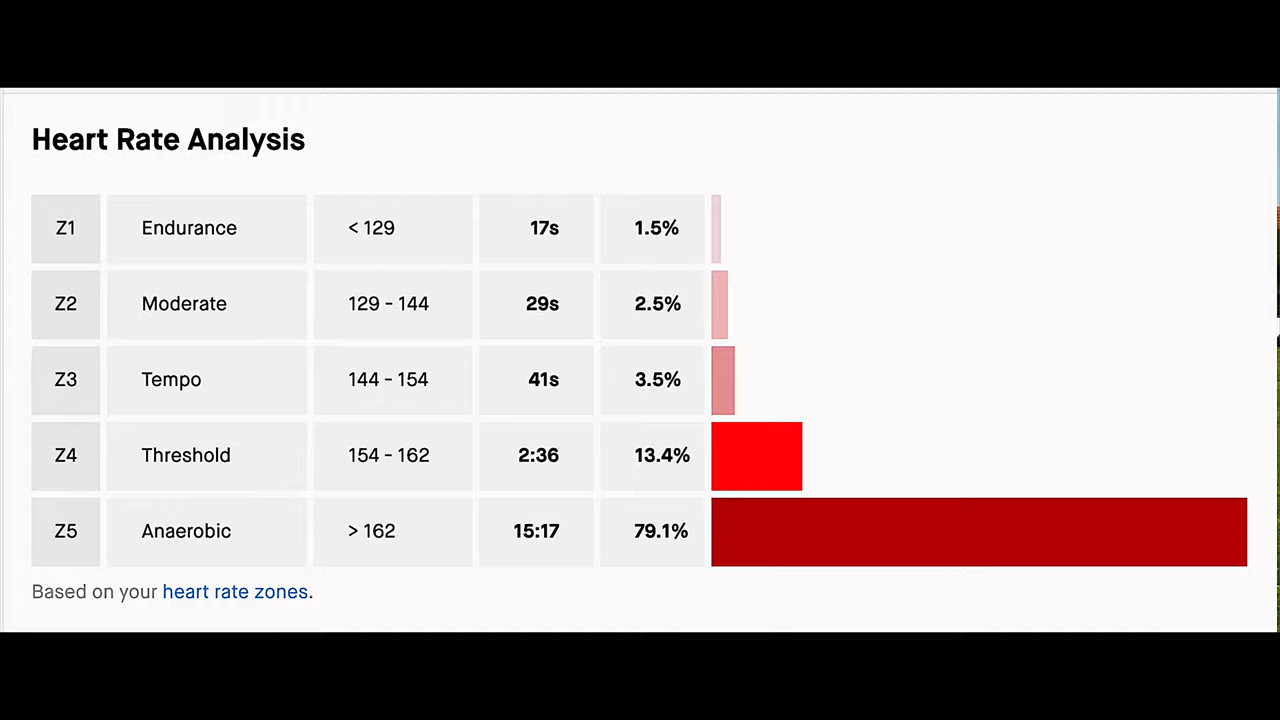 Heart Rate Analysis
Z1 Endurance < 129 17s 1.5%
Z2 Moderate 129 - 144 29s 2.5%
Z3 Tempo 144 - 154 41s 3.5%
Z4 Threshold 154 - 162 2:36 13.4%
Z5 Anaerobic > 162 15:17 79.1%
Based on your heart rate zones.